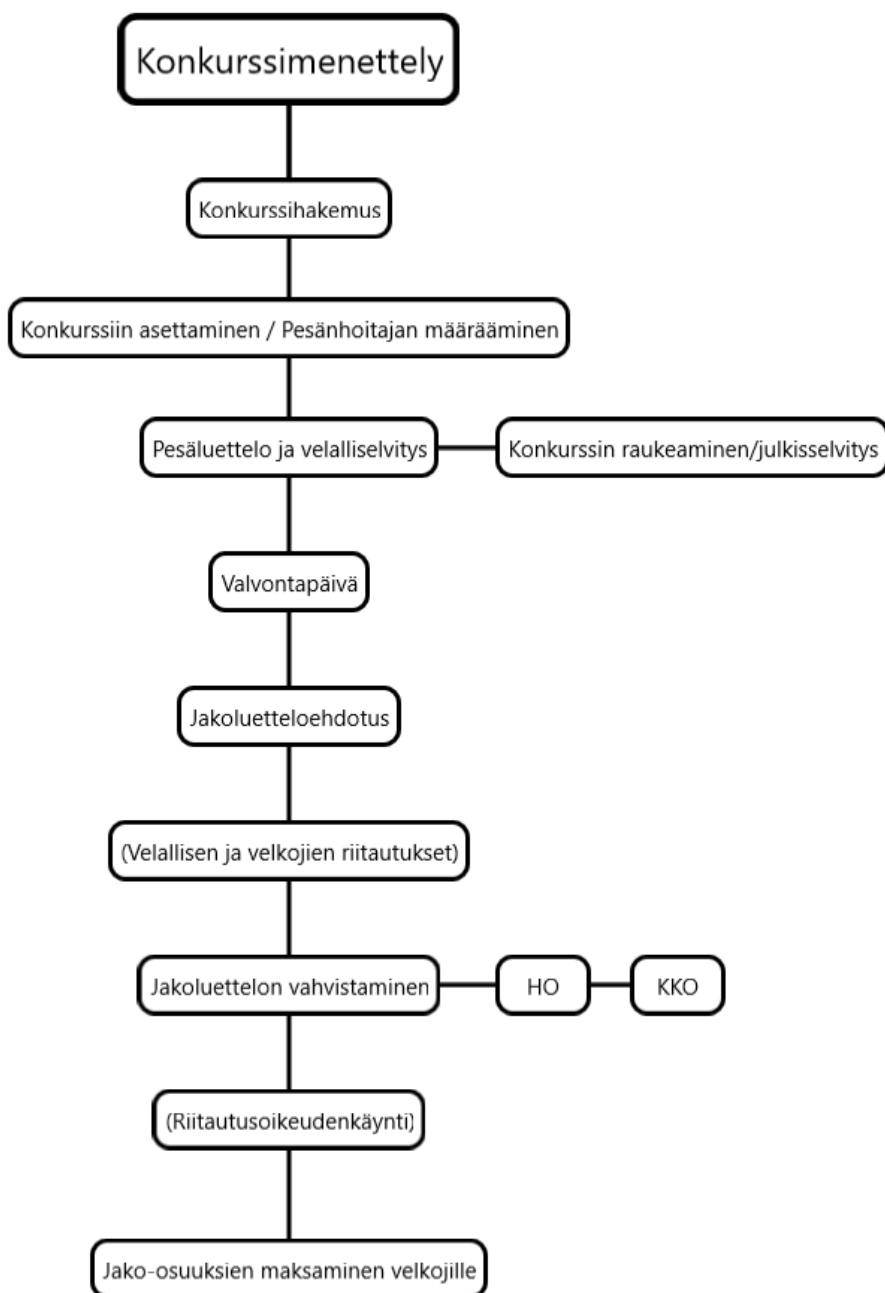 Konkurssimenettely
Konkurssihakemus
Konkurssiin asettaminen / Pesänhoitajan määrääminen
Pesäluettelo ja velalliselvitys
Konkurssin raukeaminen/julkisselvitys
Valvontapäivä
Jakoluetteloehdotus
(Velallisen ja velkojien riitautukset)
Jakoluettelon vahvistaminen
HO
KKO
(Riitautusoikeudenkäynti)
Jako-osuuksien maksaminen velkojille